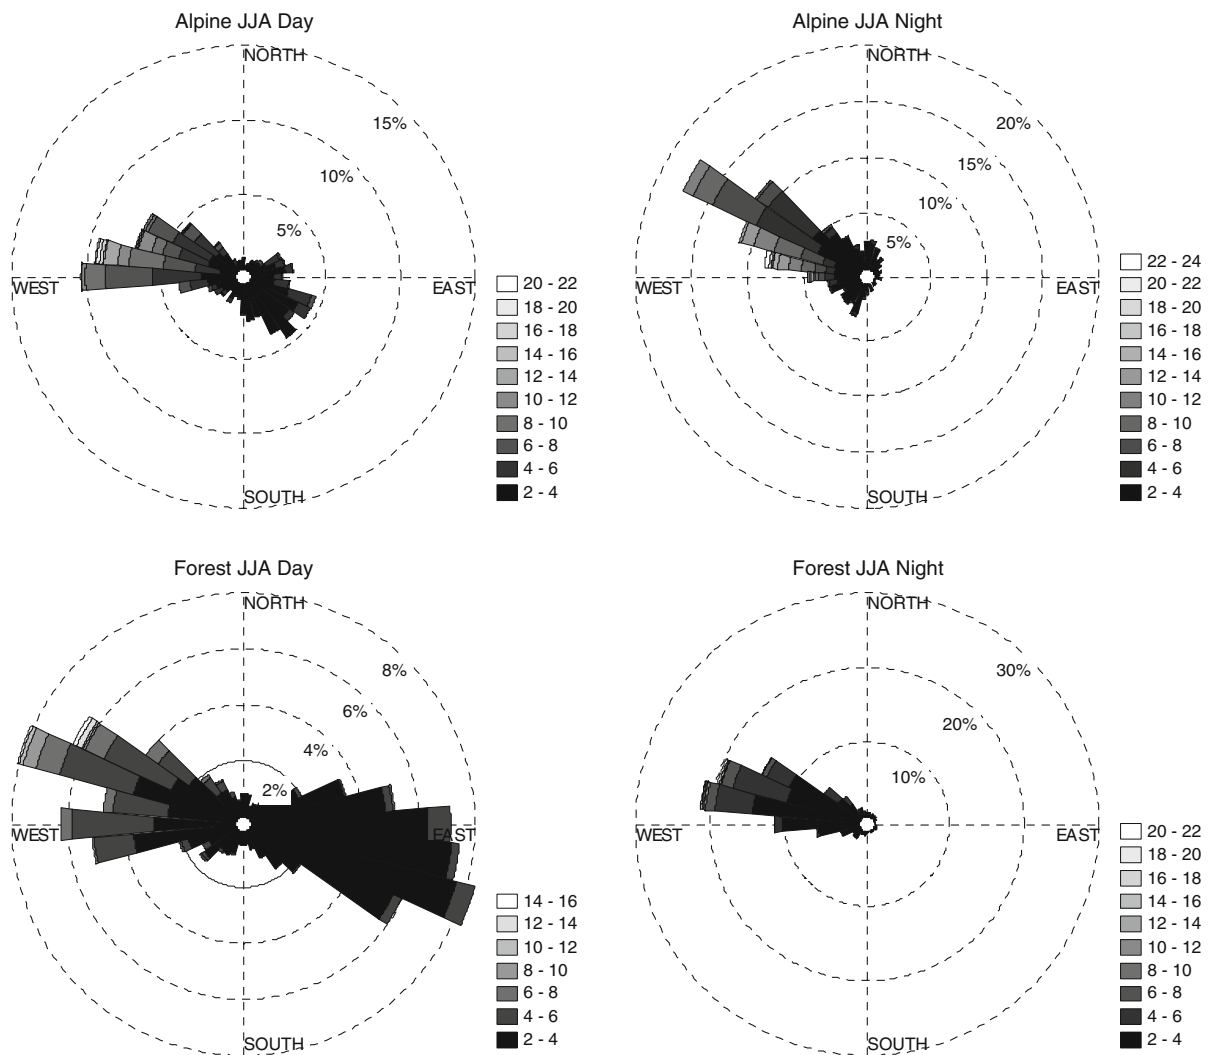 Alpine JJA Day
NORTH
15%
10%
5%
WEST
EAST
SOUTH
20 - 22
18 - 20
16 - 18
14 - 16
12 - 14
10 - 12
8 - 10
6 - 8
4 - 6
2 - 4
Alpine JJA Night
NORTH
20%
15%
10%
5%
WEST
EAST
SOUTH
22 - 24
20 - 22
18 - 20
16 - 18
14 - 16
12 - 14
10 - 12
8 - 10
6 - 8
4 - 6
2 - 4
Forest JJA Day
NORTH
8%
6%
4%
2%
WEST
EAST
SOUTH
14 - 16
12 - 14
10 - 12
8 - 10
6 - 8
4 - 6
2 - 4
Forest JJA Night
NORTH
30%
20%
10%
WEST
EAST
SOUTH
20 - 22
18 - 20
16 - 18
14 - 16
12 - 14
10 - 12
8 - 10
6 - 8
4 - 6
2 - 4